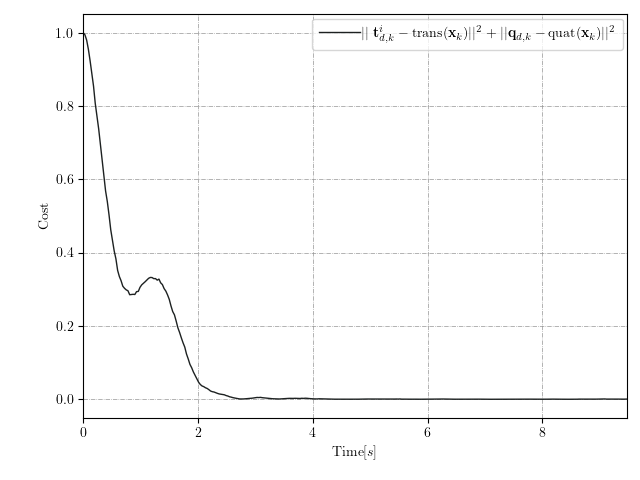 || t^i_{d,k} − trans(x_k)||^2 + ||q_{d,k} − quat(x_k)||^2
1.0
0.8
0.6
0.4
0.2
0.0
Cost
0 2 4 6 8
Time[s]